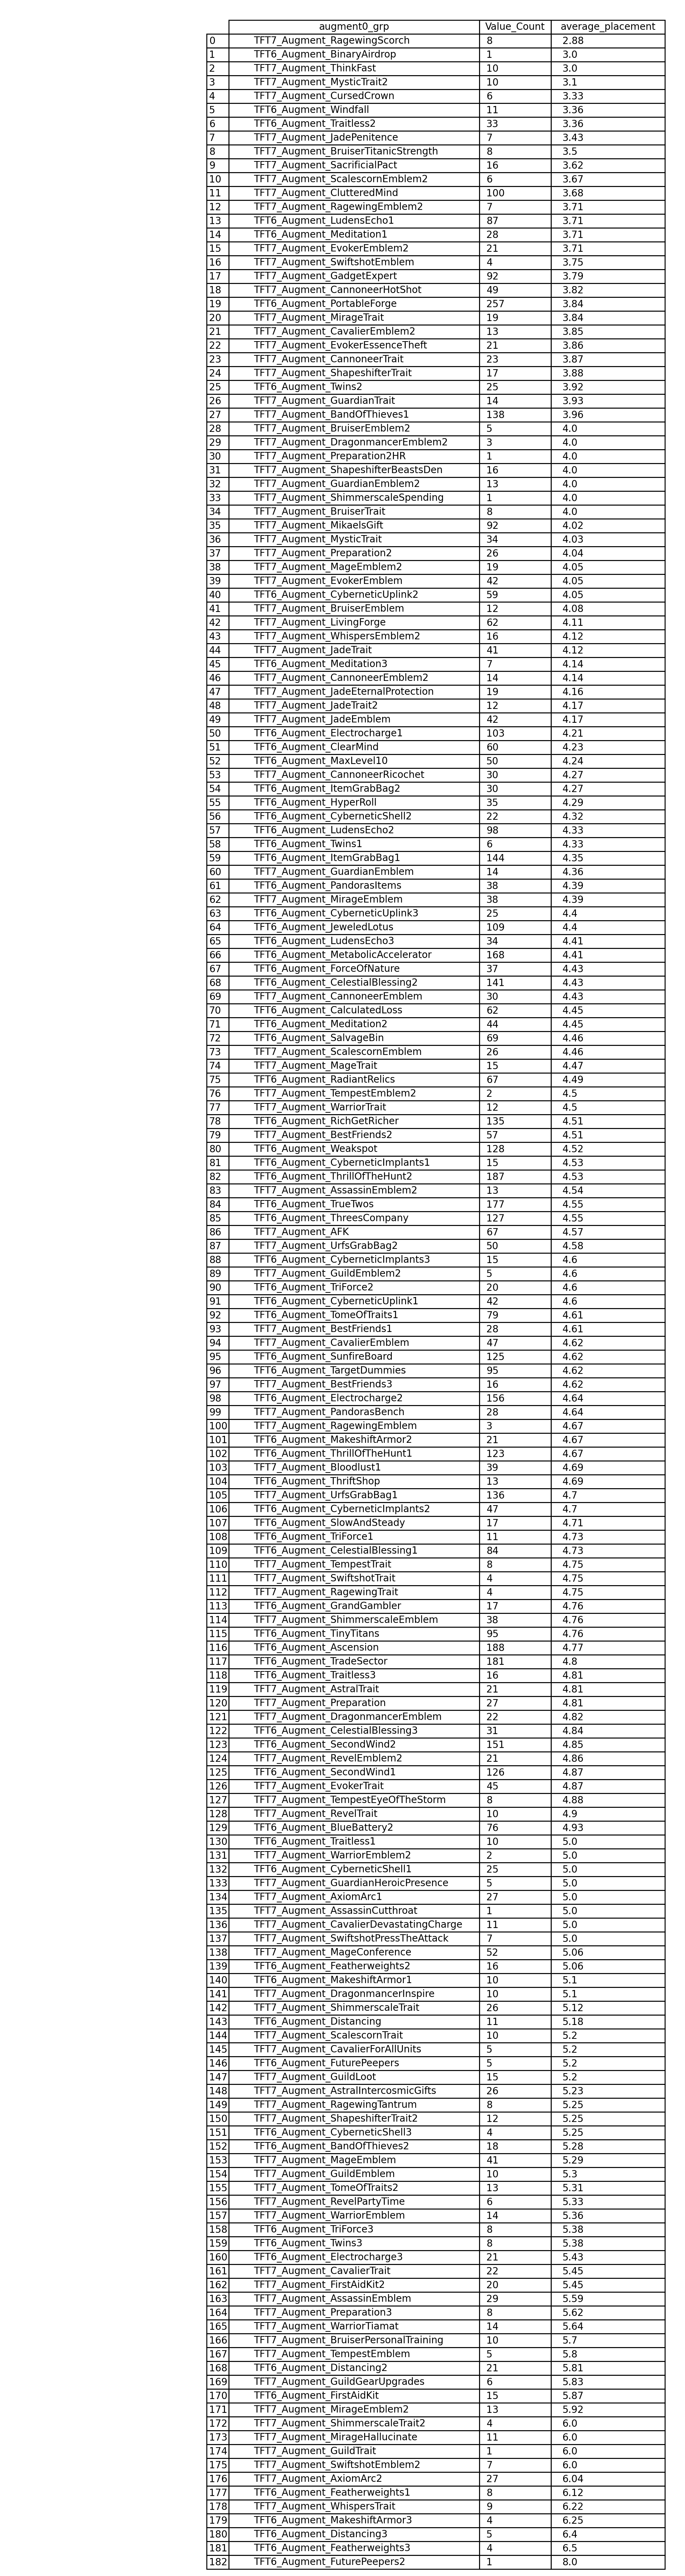 augment0_grp Value_Count average_placement
0 TFT7_Augment_RagewingScorch 8 2.88
1 TFT6_Augment_BinaryAirdrop 1 3.0
2 TFT7_Augment_ThinkFast 10 3.0
3 TFT7_Augment_MysticTrait2 10 3.1
4 TFT7_Augment_CursedCrown 6 3.33
5 TFT6_Augment_Windfall 11 3.36
6 TFT6_Augment_Traitless2 33 3.36
7 TFT7_Augment_JadePenitence 7 3.43
8 TFT7_Augment_BruiserTitanicStrength 8 3.5
9 TFT7_Augment_SacrificialPact 16 3.62
10 TFT7_Augment_ScalescornEmblem2 6 3.67
11 TFT7_Augment_ClutteredMind 100 3.68
12 TFT7_Augment_RagewingEmblem2 7 3.71
13 TFT6_Augment_LudensEcho1 87 3.71
14 TFT6_Augment_Meditation1 28 3.71
15 TFT7_Augment_EvokerEmblem2 21 3.71
16 TFT7_Augment_SwiftshotEmblem 4 3.75
17 TFT7_Augment_GadgetExpert 92 3.79
18 TFT7_Augment_CannoneerHotShot 49 3.82
19 TFT6_Augment_PortableForge 257 3.84
20 TFT7_Augment_MirageTrait 19 3.84
21 TFT7_Augment_CavalierEmblem2 13 3.85
22 TFT7_Augment_EvokerEssenceTheft 21 3.86
23 TFT7_Augment_CannoneerTrait 23 3.87
24 TFT7_Augment_ShapeshifterTrait 17 3.88
25 TFT6_Augment_Twins2 25 3.92
26 TFT7_Augment_GuardianTrait 14 3.93
27 TFT7_Augment_BandOfThieves1 138 3.96
28 TFT7_Augment_BruiserEmblem2 5 4.0
29 TFT7_Augment_DragonmancerEmblem2 3 4.0
30 TFT7_Augment_Preparation2HR 1 4.0
31 TFT7_Augment_ShapeshifterBeastsDen 16 4.0
32 TFT7_Augment_GuardianEmblem2 13 4.0
33 TFT7_Augment_ShimmerscaleSpending 1 4.0
34 TFT7_Augment_BruiserTrait 8 4.0
35 TFT7_Augment_MikaelsGift 92 4.02
36 TFT7_Augment_MysticTrait 34 4.03
37 TFT7_Augment_Preparation2 26 4.04
38 TFT7_Augment_MageEmblem2 19 4.05
39 TFT7_Augment_EvokerEmblem 42 4.05
40 TFT6_Augment_CyberneticUplink2 59 4.05
41 TFT7_Augment_BruiserEmblem 12 4.08
42 TFT7_Augment_LivingForge 62 4.11
43 TFT7_Augment_WhispersEmblem2 16 4.12
44 TFT7_Augment_JadeTrait 41 4.12
45 TFT6_Augment_Meditation3 7 4.14
46 TFT7_Augment_CannoneerEmblem2 14 4.14
47 TFT7_Augment_JadeEternalProtection 19 4.16
48 TFT7_Augment_JadeTrait2 12 4.17
49 TFT7_Augment_JadeEmblem 42 4.17
50 TFT6_Augment_Electrocharge1 103 4.21
51 TFT6_Augment_ClearMind 60 4.23
52 TFT6_Augment_MaxLevel10 50 4.24
53 TFT7_Augment_CannoneerRicochet 30 4.27
54 TFT6_Augment_ItemGrabBag2 30 4.27
55 TFT6_Augment_HyperRoll 35 4.29
56 TFT6_Augment_CyberneticShell2 22 4.32
57 TFT6_Augment_LudensEcho2 98 4.33
58 TFT6_Augment_Twins1 6 4.33
59 TFT6_Augment_ItemGrabBag1 144 4.35
60 TFT7_Augment_GuardianEmblem 14 4.36
61 TFT6_Augment_PandorasItems 38 4.39
62 TFT7_Augment_MirageEmblem 38 4.39
63 TFT6_Augment_CyberneticUplink3 25 4.4
64 TFT6_Augment_JeweledLotus 109 4.4
65 TFT6_Augment_LudensEcho3 34 4.41
66 TFT6_Augment_MetabolicAccelerator 168 4.41
67 TFT6_Augment_ForceOfNature 37 4.43
68 TFT6_Augment_CelestialBlessing2 141 4.43
69 TFT7_Augment_CannoneerEmblem 30 4.43
70 TFT6_Augment_CalculatedLoss 62 4.45
71 TFT6_Augment_Meditation2 44 4.45
72 TFT6_Augment_SalvageBin 69 4.46
73 TFT7_Augment_ScalescornEmblem 26 4.46
74 TFT7_Augment_MageTrait 15 4.47
75 TFT6_Augment_RadiantRelics 67 4.49
76 TFT7_Augment_TempestEmblem2 2 4.5
77 TFT7_Augment_WarriorTrait 12 4.5
78 TFT6_Augment_RichGetRicher 135 4.51
79 TFT7_Augment_BestFriends2 57 4.51
80 TFT6_Augment_Weakspot 128 4.52
81 TFT6_Augment_CyberneticImplants1 15 4.53
82 TFT6_Augment_ThrillOfTheHunt2 187 4.53
83 TFT7_Augment_AssassinEmblem2 13 4.54
84 TFT6_Augment_TrueTwos 177 4.55
85 TFT6_Augment_ThreesCompany 127 4.55
86 TFT7_Augment_AFK 67 4.57
87 TFT7_Augment_UrfsGrabBag2 50 4.58
88 TFT6_Augment_CyberneticImplants3 15 4.6
89 TFT7_Augment_GuildEmblem2 5 4.6
90 TFT6_Augment_TriForce2 20 4.6
91 TFT6_Augment_CyberneticUplink1 42 4.6
92 TFT6_Augment_TomeOfTraits1 79 4.61
93 TFT7_Augment_BestFriends1 28 4.61
94 TFT7_Augment_CavalierEmblem 47 4.62
95 TFT6_Augment_SunfireBoard 125 4.62
96 TFT6_Augment_TargetDummies 95 4.62
97 TFT7_Augment_BestFriends3 16 4.62
98 TFT6_Augment_Electrocharge2 156 4.64
99 TFT7_Augment_PandorasBench 28 4.64
100 TFT7_Augment_RagewingEmblem 3 4.67
101 TFT6_Augment_MakeshiftArmor2 21 4.67
102 TFT6_Augment_ThrillOfTheHunt1 123 4.67
103 TFT7_Augment_Bloodlust1 39 4.69
104 TFT6_Augment_ThriftShop 13 4.69
105 TFT7_Augment_UrfsGrabBag1 136 4.7
106 TFT6_Augment_CyberneticImplants2 47 4.7
107 TFT6_Augment_SlowAndSteady 17 4.71
108 TFT6_Augment_TriForce1 11 4.73
109 TFT6_Augment_CelestialBlessing1 84 4.73
110 TFT7_Augment_TempestTrait 8 4.75
111 TFT7_Augment_SwiftshotTrait 4 4.75
112 TFT7_Augment_RagewingTrait 4 4.75
113 TFT6_Augment_GrandGambler 17 4.76
114 TFT7_Augment_ShimmerscaleEmblem 38 4.76
115 TFT6_Augment_TinyTitans 95 4.76
116 TFT6_Augment_Ascension 188 4.77
117 TFT6_Augment_TradeSector 181 4.8
118 TFT6_Augment_Traitless3 16 4.81
119 TFT7_Augment_AstralTrait 21 4.81
120 TFT7_Augment_Preparation 27 4.81
121 TFT7_Augment_DragonmancerEmblem 22 4.82
122 TFT6_Augment_CelestialBlessing3 31 4.84
123 TFT6_Augment_SecondWind2 151 4.85
124 TFT7_Augment_RevelEmblem2 21 4.86
125 TFT6_Augment_SecondWind1 126 4.87
126 TFT7_Augment_EvokerTrait 45 4.87
127 TFT7_Augment_TempestEyeOfTheStorm 8 4.88
128 TFT7_Augment_RevelTrait 10 4.9
129 TFT6_Augment_BlueBattery2 76 4.93
130 TFT6_Augment_Traitless1 10 5.0
131 TFT7_Augment_WarriorEmblem2 2 5.0
132 TFT6_Augment_CyberneticShell1 25 5.0
133 TFT7_Augment_GuardianHeroicPresence 5 5.0
134 TFT7_Augment_AxiomArc1 27 5.0
135 TFT7_Augment_AssassinCutthroat 1 5.0
136 TFT7_Augment_CavalierDevastatingCharge 11 5.0
137 TFT7_Augment_SwiftshotPressTheAttack 7 5.0
138 TFT7_Augment_MageConference 52 5.06
139 TFT6_Augment_Featherweights2 16 5.06
140 TFT6_Augment_MakeshiftArmor1 10 5.1
141 TFT7_Augment_DragonmancerInspire 10 5.1
142 TFT7_Augment_ShimmerscaleTrait 26 5.12
143 TFT6_Augment_Distancing 11 5.18
144 TFT7_Augment_ScalescornTrait 10 5.2
145 TFT7_Augment_CavalierForAllUnits 5 5.2
146 TFT6_Augment_FuturePeepers 5 5.2
147 TFT7_Augment_GuildLoot 15 5.2
148 TFT7_Augment_AstralIntercosmicGifts 26 5.23
149 TFT7_Augment_RagewingTantrum 8 5.25
150 TFT7_Augment_ShapeshifterTrait2 12 5.25
151 TFT6_Augment_CyberneticShell3 4 5.25
152 TFT6_Augment_BandOfThieves2 18 5.28
153 TFT7_Augment_MageEmblem 41 5.29
154 TFT7_Augment_GuildEmblem 10 5.3
155 TFT7_Augment_TomeOfTraits2 13 5.31
156 TFT7_Augment_RevelPartyTime 6 5.33
157 TFT7_Augment_WarriorEmblem 14 5.36
158 TFT6_Augment_TriForce3 8 5.38
159 TFT6_Augment_Twins3 8 5.38
160 TFT6_Augment_Electrocharge3 21 5.43
161 TFT7_Augment_CavalierTrait 22 5.45
162 TFT7_Augment_FirstAidKit2 20 5.45
163 TFT7_Augment_AssassinEmblem 29 5.59
164 TFT7_Augment_Preparation3 8 5.62
165 TFT7_Augment_WarriorTiamat 14 5.64
166 TFT7_Augment_BruiserPersonalTraining 10 5.7
167 TFT7_Augment_TempestEmblem 5 5.8
168 TFT6_Augment_Distancing2 21 5.81
169 TFT7_Augment_GuildGearUpgrades 6 5.83
170 TFT6_Augment_FirstAidKit 15 5.87
171 TFT7_Augment_MirageEmblem2 13 5.92
172 TFT7_Augment_ShimmerscaleTrait2 4 6.0
173 TFT7_Augment_MirageHallucinate 11 6.0
174 TFT7_Augment_GuildTrait 1 6.0
175 TFT7_Augment_SwiftshotEmblem2 7 6.0
176 TFT7_Augment_AxiomArc2 27 6.04
177 TFT6_Augment_Featherweights1 8 6.12
178 TFT7_Augment_WhispersTrait 9 6.22
179 TFT6_Augment_MakeshiftArmor3 4 6.25
180 TFT6_Augment_Distancing3 5 6.4
181 TFT6_Augment_Featherweights3 4 6.5
182 TFT6_Augment_FuturePeepers2 1 8.0